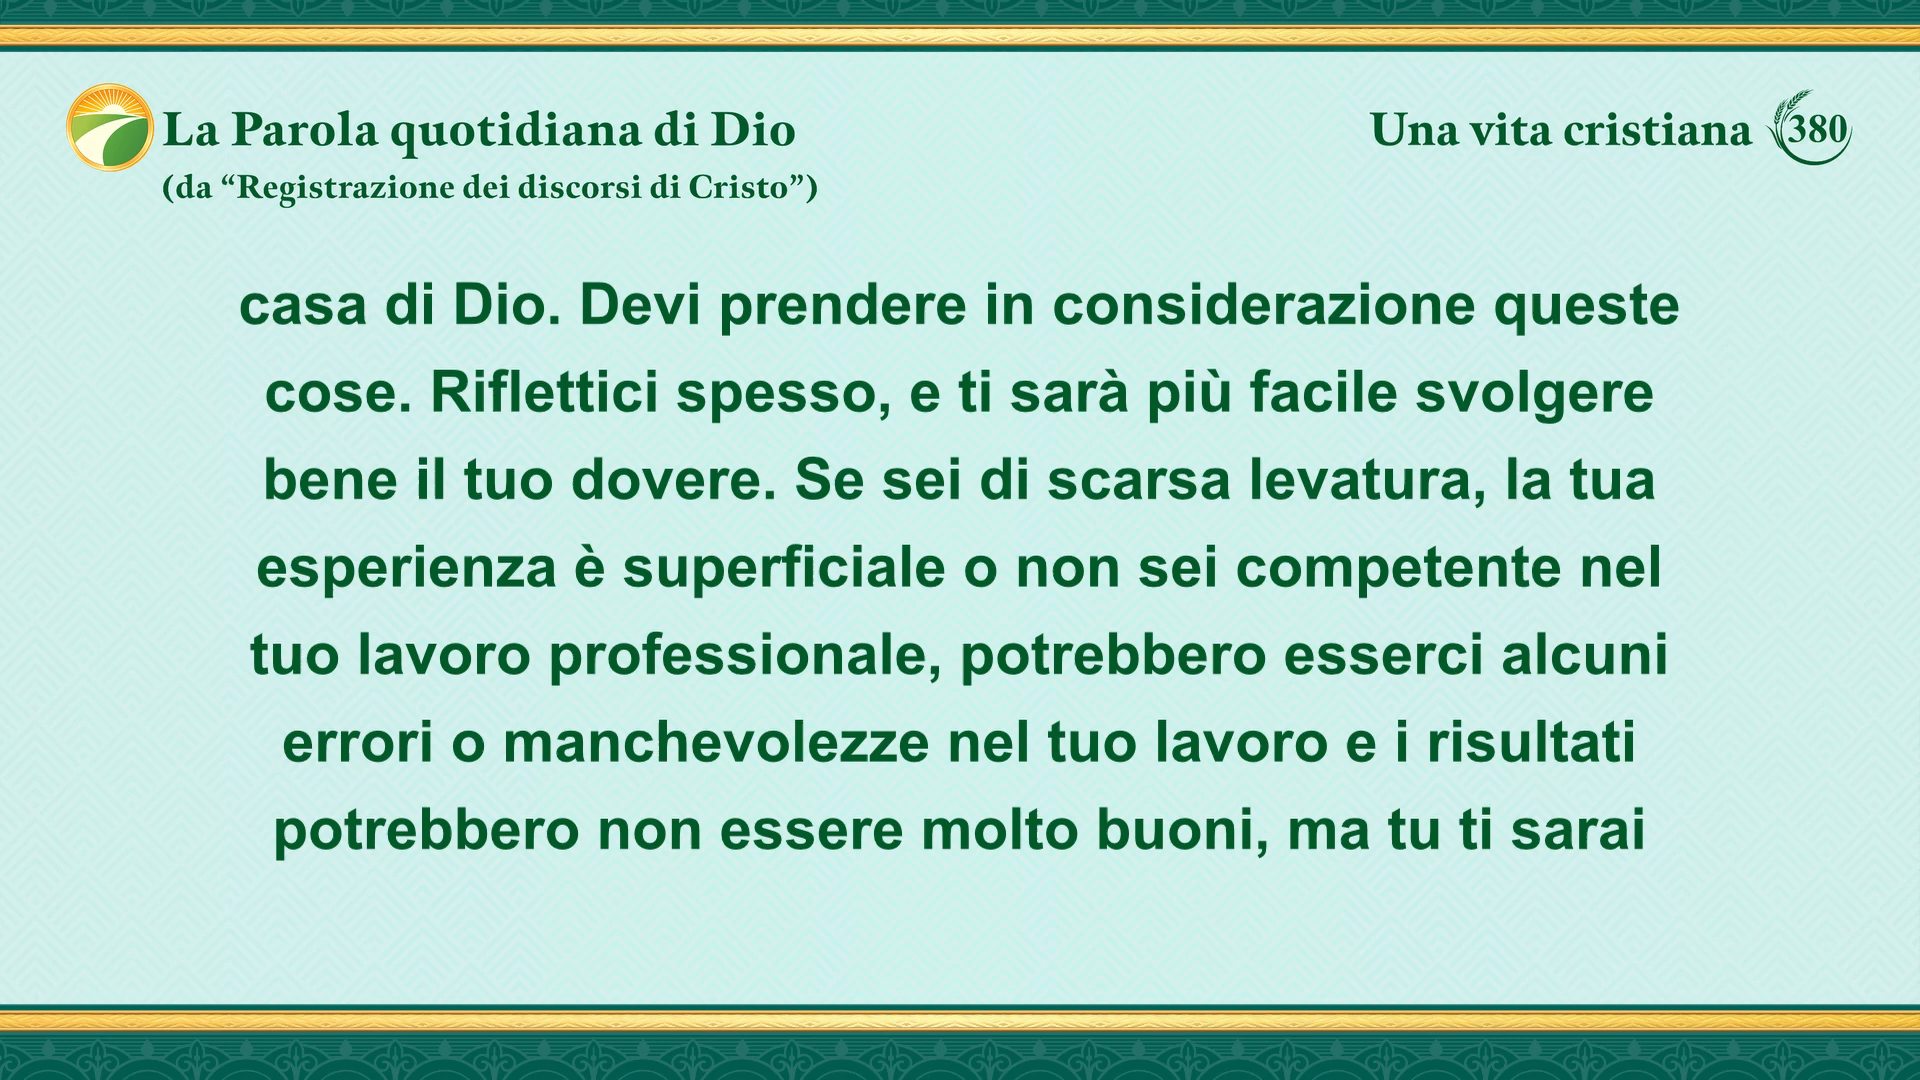 La Parola quotidiana di Dio
(da “Registrazione dei discorsi di Cristo”)
Una vita cristiana 380
casa di Dio. Devi prendere in considerazione queste
cose. Riflettici spesso, e ti sarà più facile svolgere
bene il tuo dovere. Se sei di scarsa levatura, la tua
esperienza è superficiale o non sei competente nel
tuo lavoro professionale, potrebbero esserci alcuni
errori o manchevolezze nel tuo lavoro e i risultati
potrebbero non essere molto buoni, ma tu ti sarai